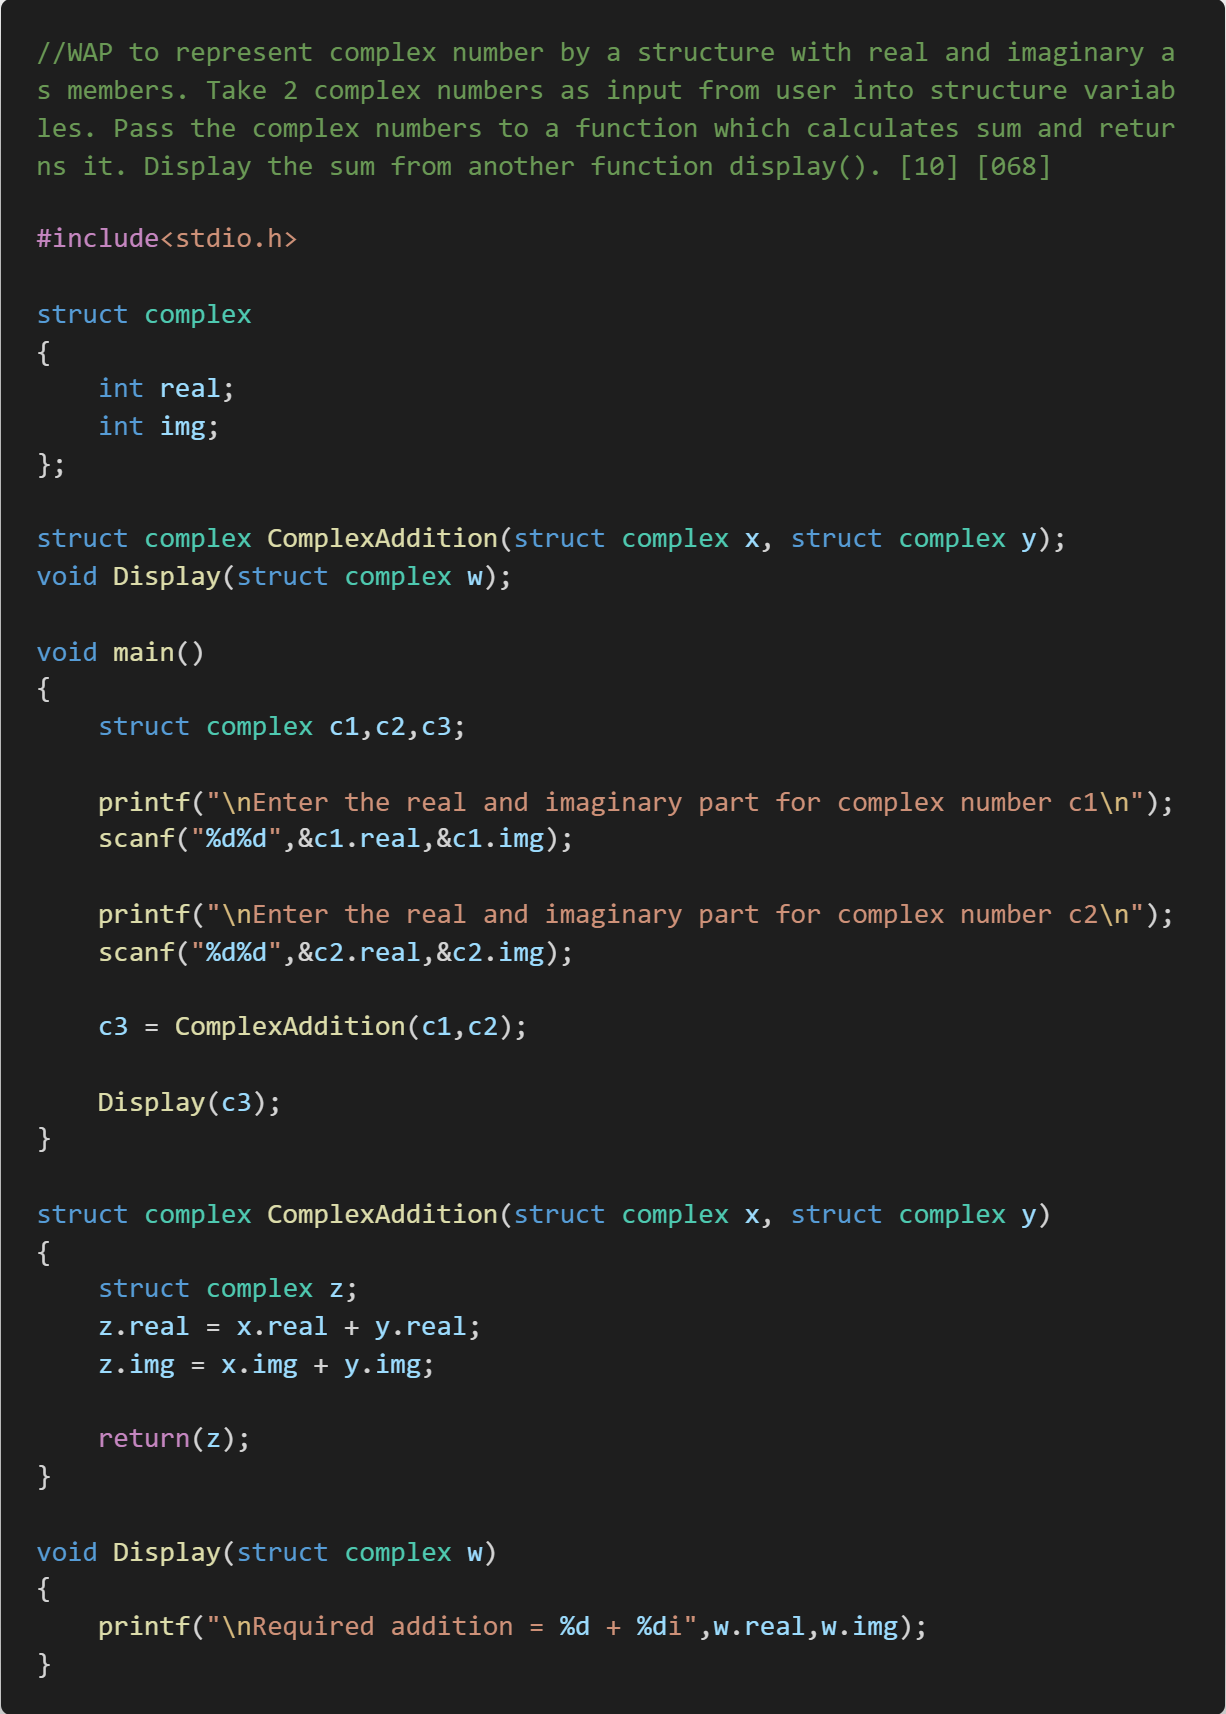 //WAP to represent complex number by a structure with real and imaginary a
s members. Take 2 complex numbers as input from user into structure variab
les. Pass the complex numbers to a function which calculates sum and retur
ns it. Display the sum from another function display(). [10] [068]

#include<stdio.h>

struct complex
{
    int real;
    int img;
};

struct complex ComplexAddition(struct complex x, struct complex y);
void Display(struct complex w);

void main()
{
    struct complex c1,c2,c3;

    printf("\nEnter the real and imaginary part for complex number c1\n");
    scanf("%d%d",&c1.real,&c1.img);

    printf("\nEnter the real and imaginary part for complex number c2\n");
    scanf("%d%d",&c2.real,&c2.img);

    c3 = ComplexAddition(c1,c2);

    Display(c3);
}

struct complex ComplexAddition(struct complex x, struct complex y)
{
    struct complex z;
    z.real = x.real + y.real;
    z.img = x.img + y.img;

    return(z);
}

void Display(struct complex w)
{
    printf("\nRequired addition = %d + %di",w.real,w.img);
}